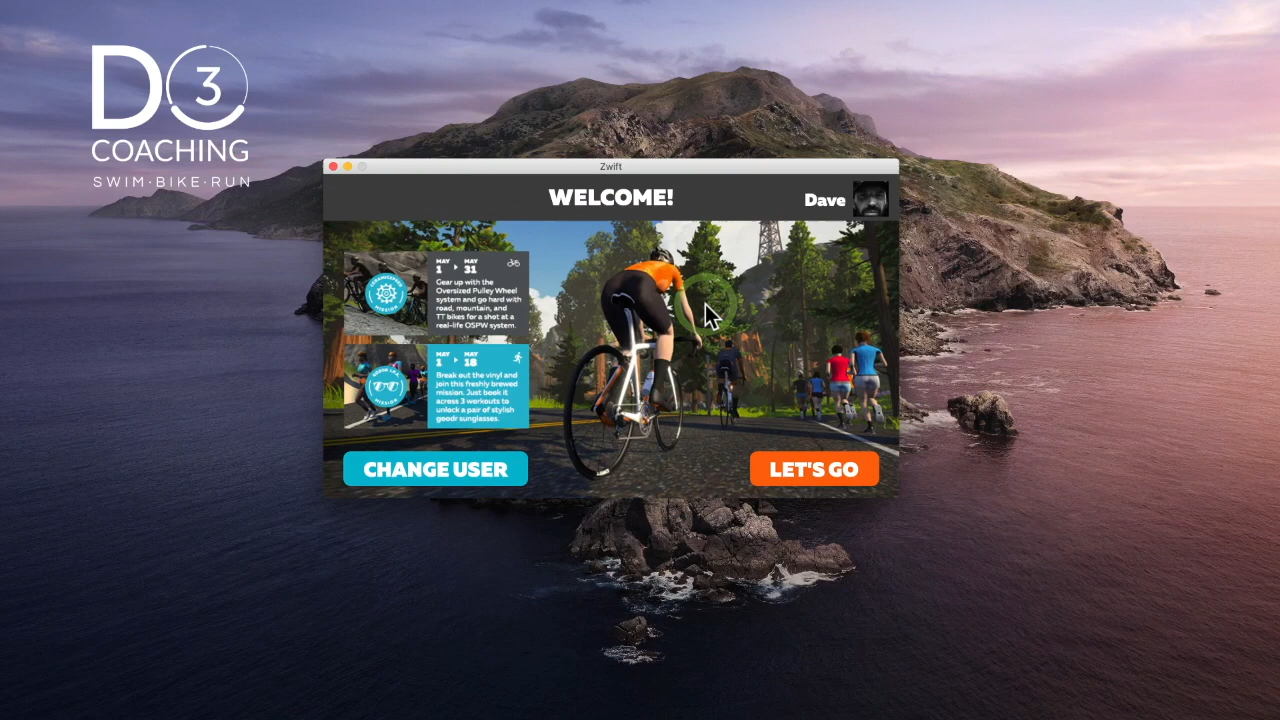 D3
COACHING
SWIM·BIKE·RUN
Zwift
WELCOME!
Dave
MAY MAY
1 31
Gear up with the
Oversized Pulley Wheel
system and go hard with
road, mountain, and
TT bikes for a shot at a
real-life OSPW system.
MISSION
MAY MAY
1 18
Break out the vinyl and
join this freshly brewed
mission. Just book it
across 3 workouts to
unlock a pair of stylish
goodr sunglasses.
MISSION
CHANGE USER
LET'S GO